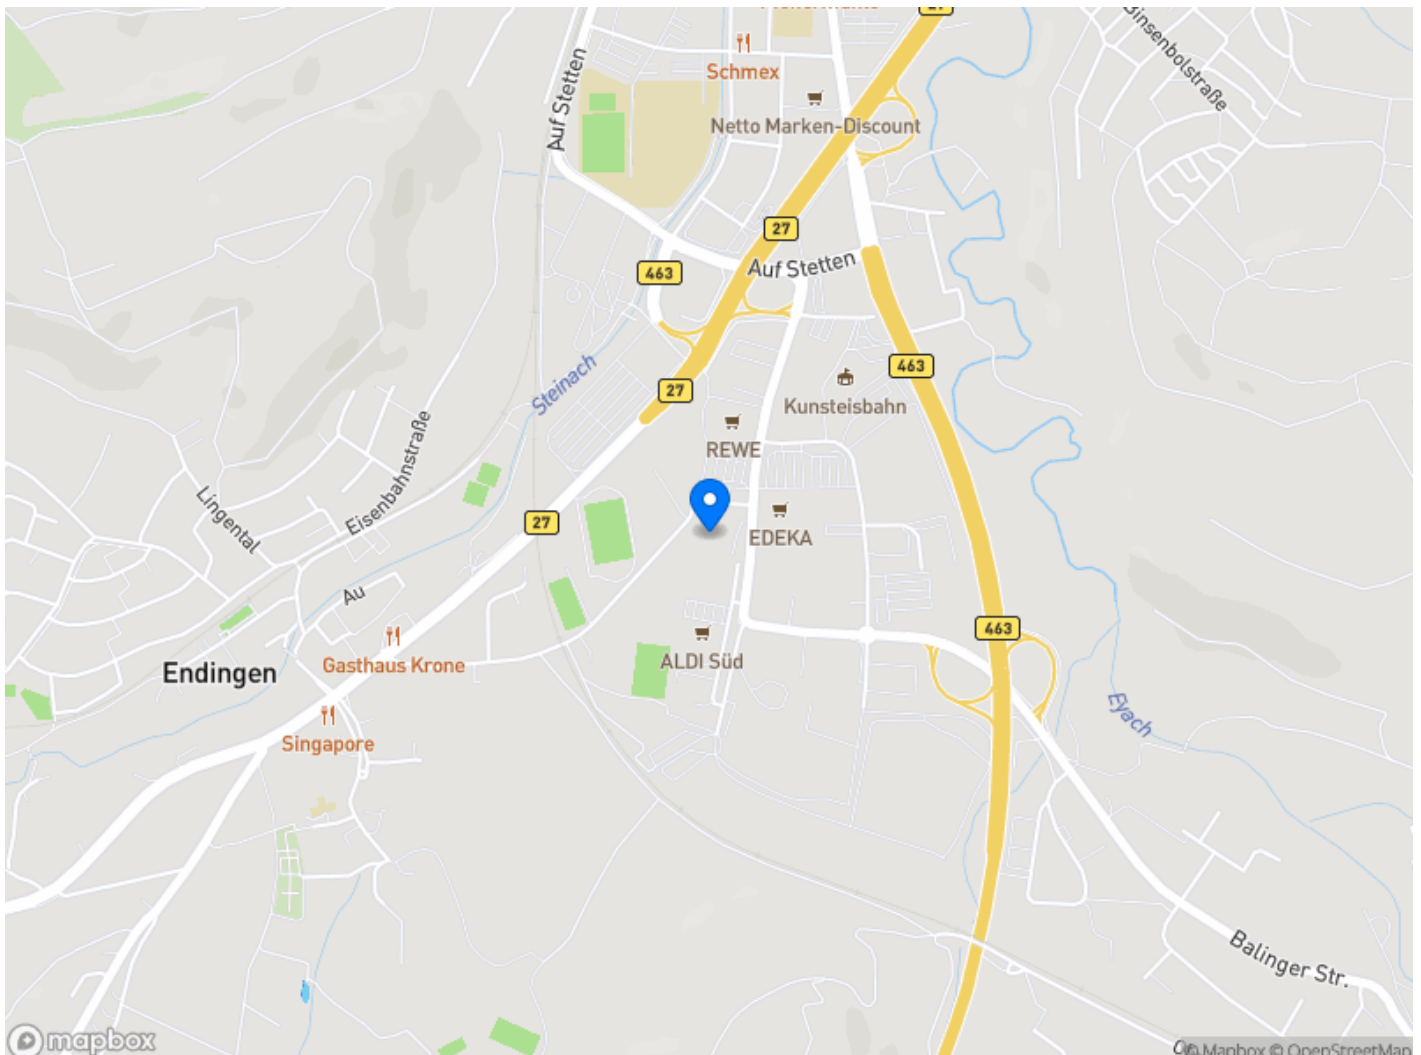 Binsenbolstraße
Schmex
Auf Stetten
Netto Marken-Discount
27
Auf Stetten
463
Steinach
27
463
Kunsteisbahn
REWE
Eisenbahnstraße
Lingental
27
EDEKA
Au
463
Gasthaus Krone
ALDI Süd
Endingen
Eyach
Singapore
Balinger Str.
mapbox
© Mapbox © OpenStreetMap